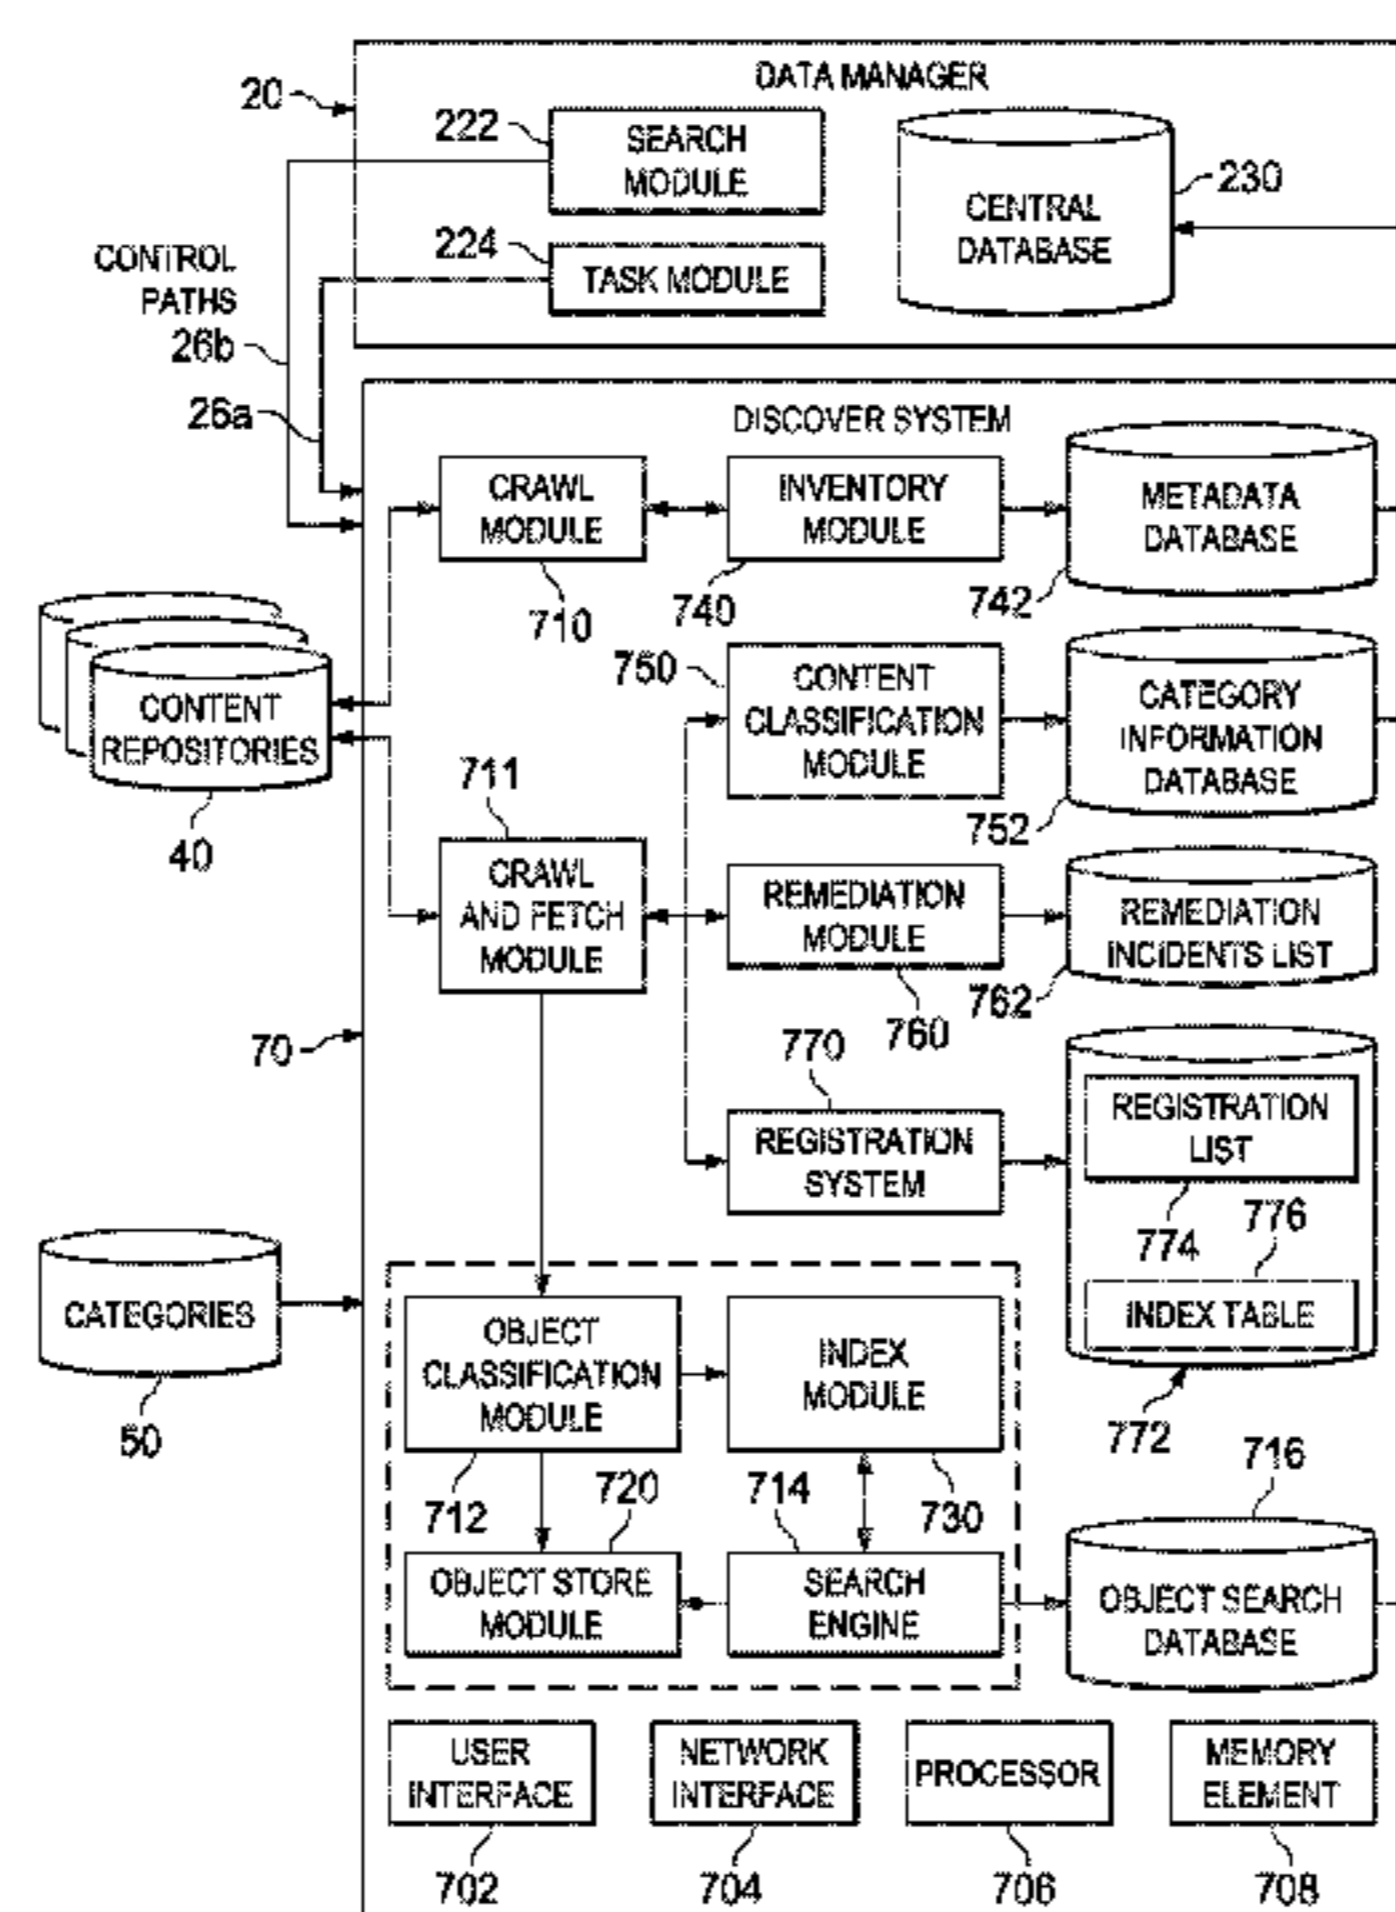 DATA MANAGER
20
222
SEARCH
MODULE
CENTRAL
DATABASE
230
224
TASK MODULE
CONTROL
PATHS
26b
26a
DISCOVER SYSTEM
CRAWL
MODULE
710
INVENTORY
MODULE
740
METADATA
DATABASE
742
CONTENT
REPOSITORIES
40
750
CONTENT
CLASSIFICATION
MODULE
CATEGORY
INFORMATION
DATABASE
752
711
CRAWL
AND FETCH
MODULE
REMEDIATION
MODULE
760
REMEDIATION
INCIDENTS LIST
762
70
770
REGISTRATION
SYSTEM
REGISTRATION
LIST
774
776
INDEX TABLE
772
CATEGORIES
50
OBJECT
CLASSIFICATION
MODULE
712
INDEX
MODULE
730
720
OBJECT STORE
MODULE
714
SEARCH
ENGINE
716
OBJECT SEARCH
DATABASE
USER
INTERFACE
702
NETWORK
INTERFACE
704
PROCESSOR
706
MEMORY
ELEMENT
708